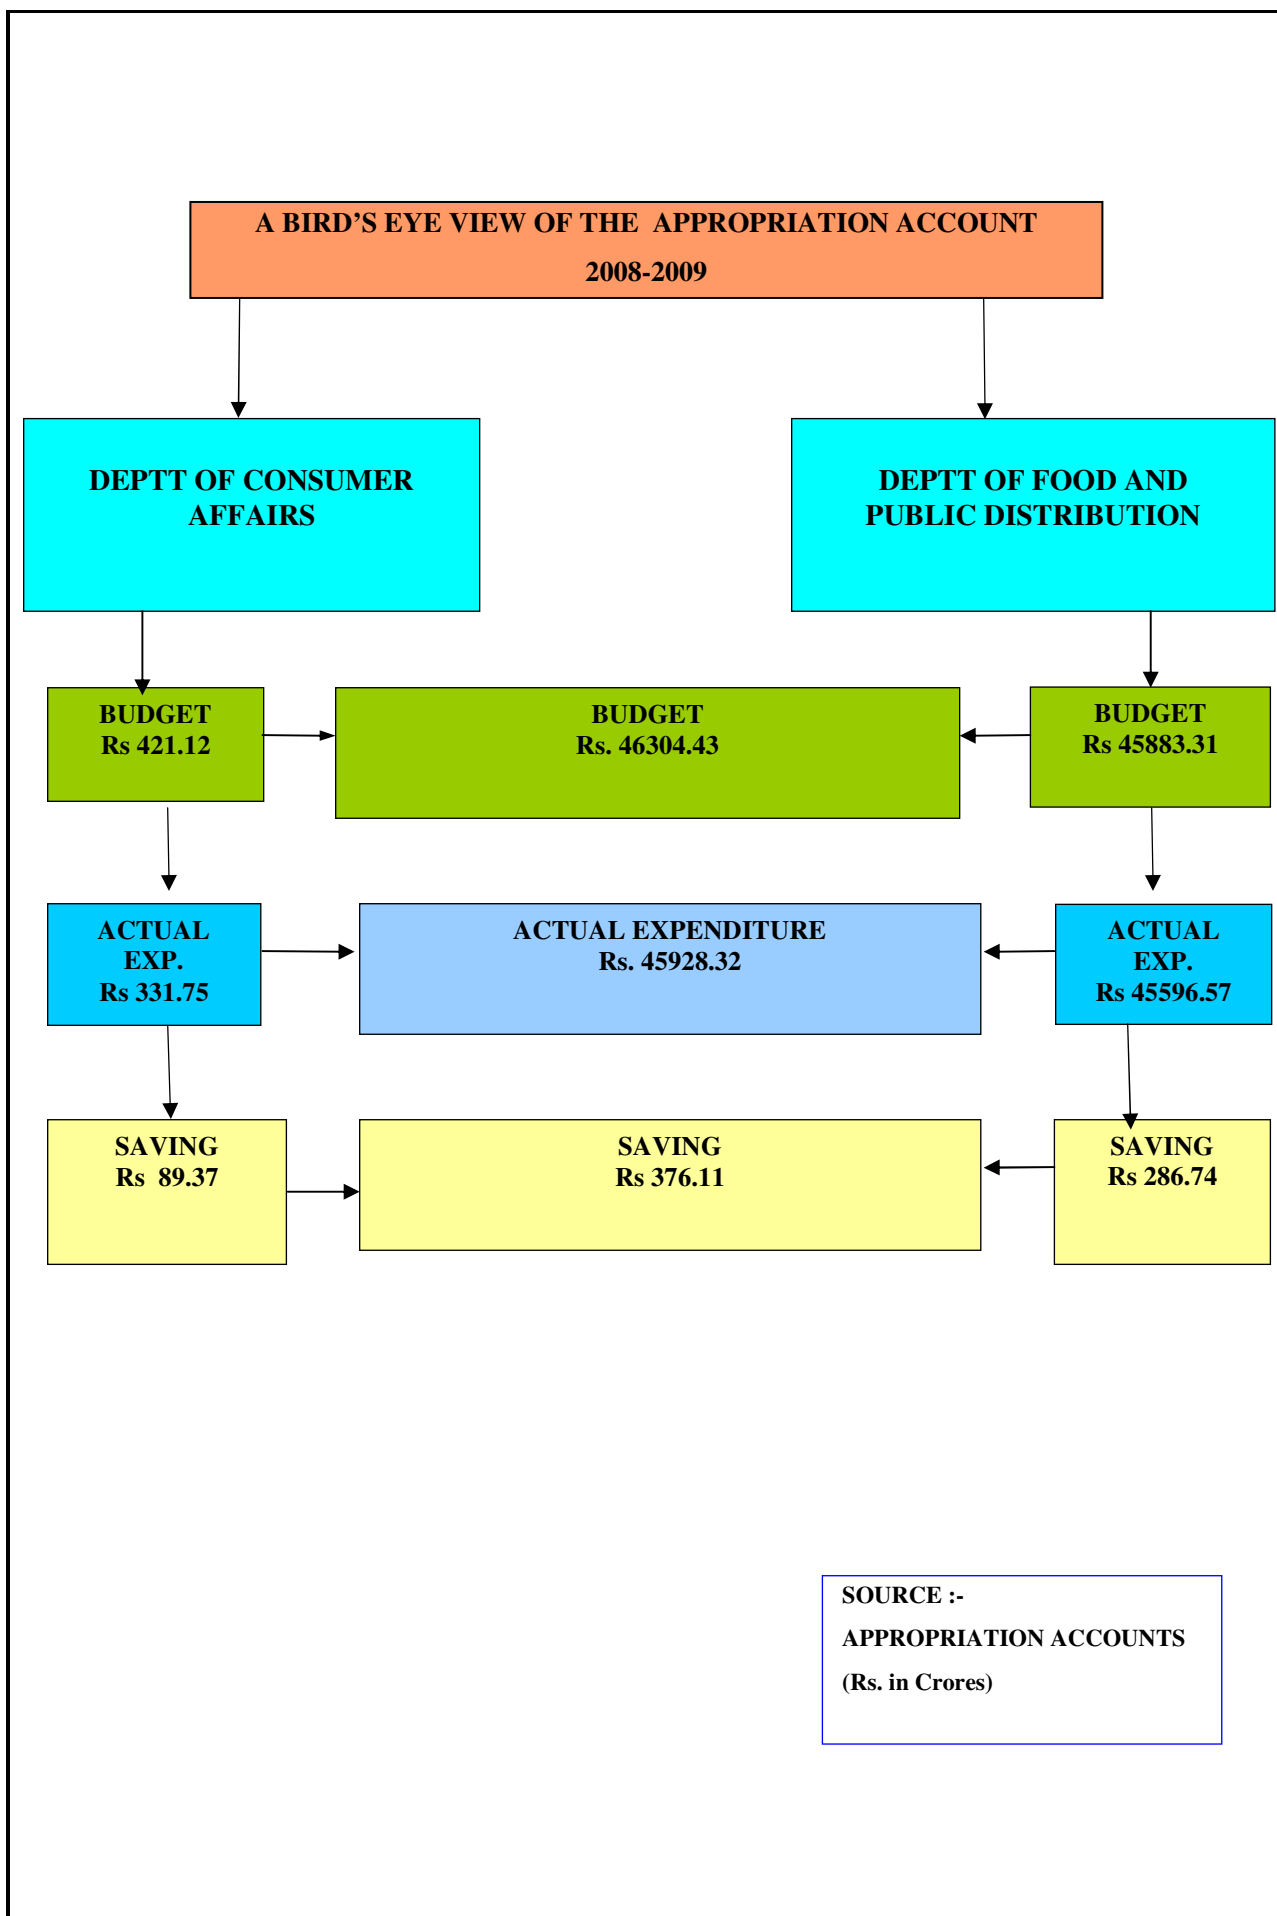 A BIRD’S EYE VIEW OF THE APPROPRIATION ACCOUNT
2008-2009
DEPTT OF CONSUMER
AFFAIRS
DEPTT OF FOOD AND
PUBLIC DISTRIBUTION
BUDGET
Rs 421.12
BUDGET
Rs. 46304.43
BUDGET
Rs 45883.31
ACTUAL
EXP.
Rs 331.75
ACTUAL EXPENDITURE
Rs. 45928.32
ACTUAL
EXP.
Rs 45596.57
SAVING
Rs 89.37
SAVING
Rs 376.11
SAVING
Rs 286.74
SOURCE :-
APPROPRIATION ACCOUNTS
(Rs. in Crores)